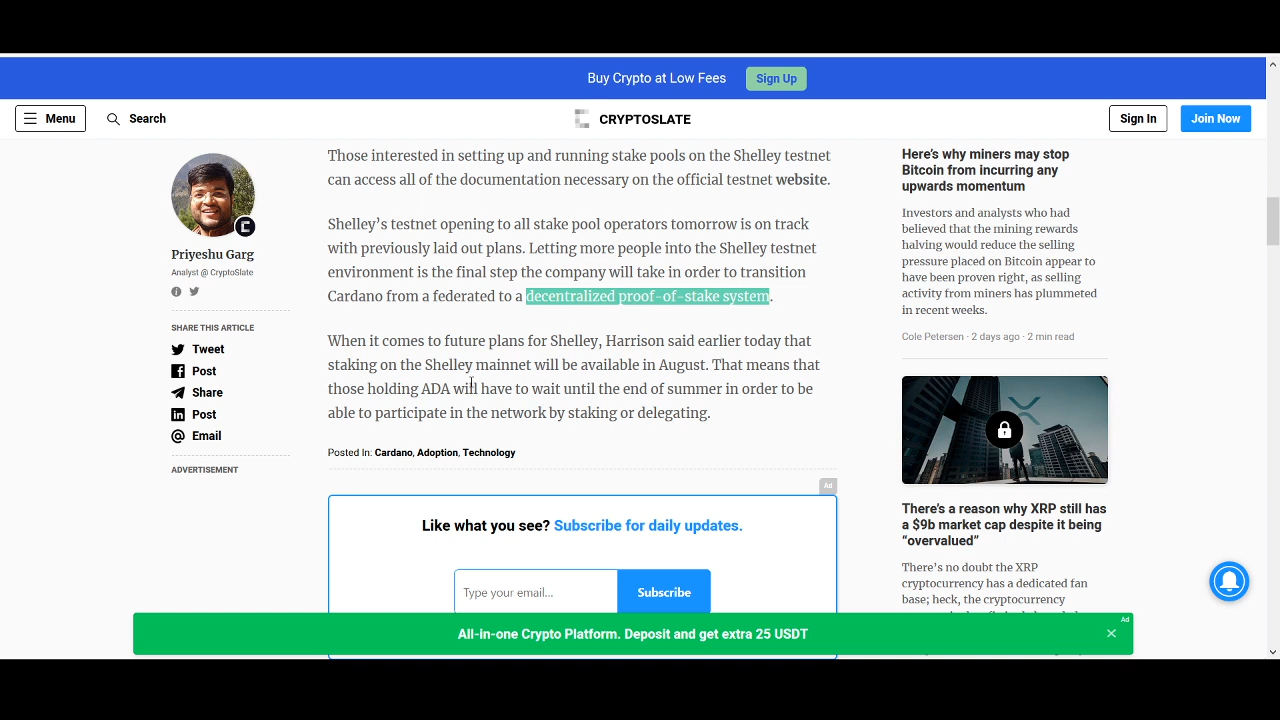 Buy Crypto at Low Fees
Sign Up
Menu
Search
CRYPTOSLATE
Sign In
Join Now
Priyeshu Garg
Analyst @ CryptoSlate
SHARE THIS ARTICLE
Tweet
Post
Share
Post
Email
ADVERTISEMENT
Those interested in setting up and running stake pools on the Shelley testnet
can access all of the documentation necessary on the official testnet website.
Shelley’s testnet opening to all stake pool operators tomorrow is on track
with previously laid out plans. Letting more people into the Shelley testnet
environment is the final step the company will take in order to transition
Cardano from a federated to a decentralized proof-of-stake system.
When it comes to future plans for Shelley, Harrison said earlier today that
staking on the Shelley mainnet will be available in August. That means that
those holding ADA will have to wait until the end of summer in order to be
able to participate in the network by staking or delegating.
Posted In: Cardano, Adoption, Technology
Ad
Like what you see? Subscribe for daily updates.
Type your email...
Subscribe
Here’s why miners may stop
Bitcoin from incurring any
upwards momentum
Investors and analysts who had
believed that the mining rewards
halving would reduce the selling
pressure placed on Bitcoin appear to
have been proven right, as selling
activity from miners has plummeted
in recent weeks.
Cole Petersen · 2 days ago · 2 min read
There’s a reason why XRP still has
a $9b market cap despite it being
“overvalued”
There’s no doubt the XRP
cryptocurrency has a dedicated fan
base; heck, the cryptocurrency
All-in-one Crypto Platform. Deposit and get extra 25 USDT
Ad